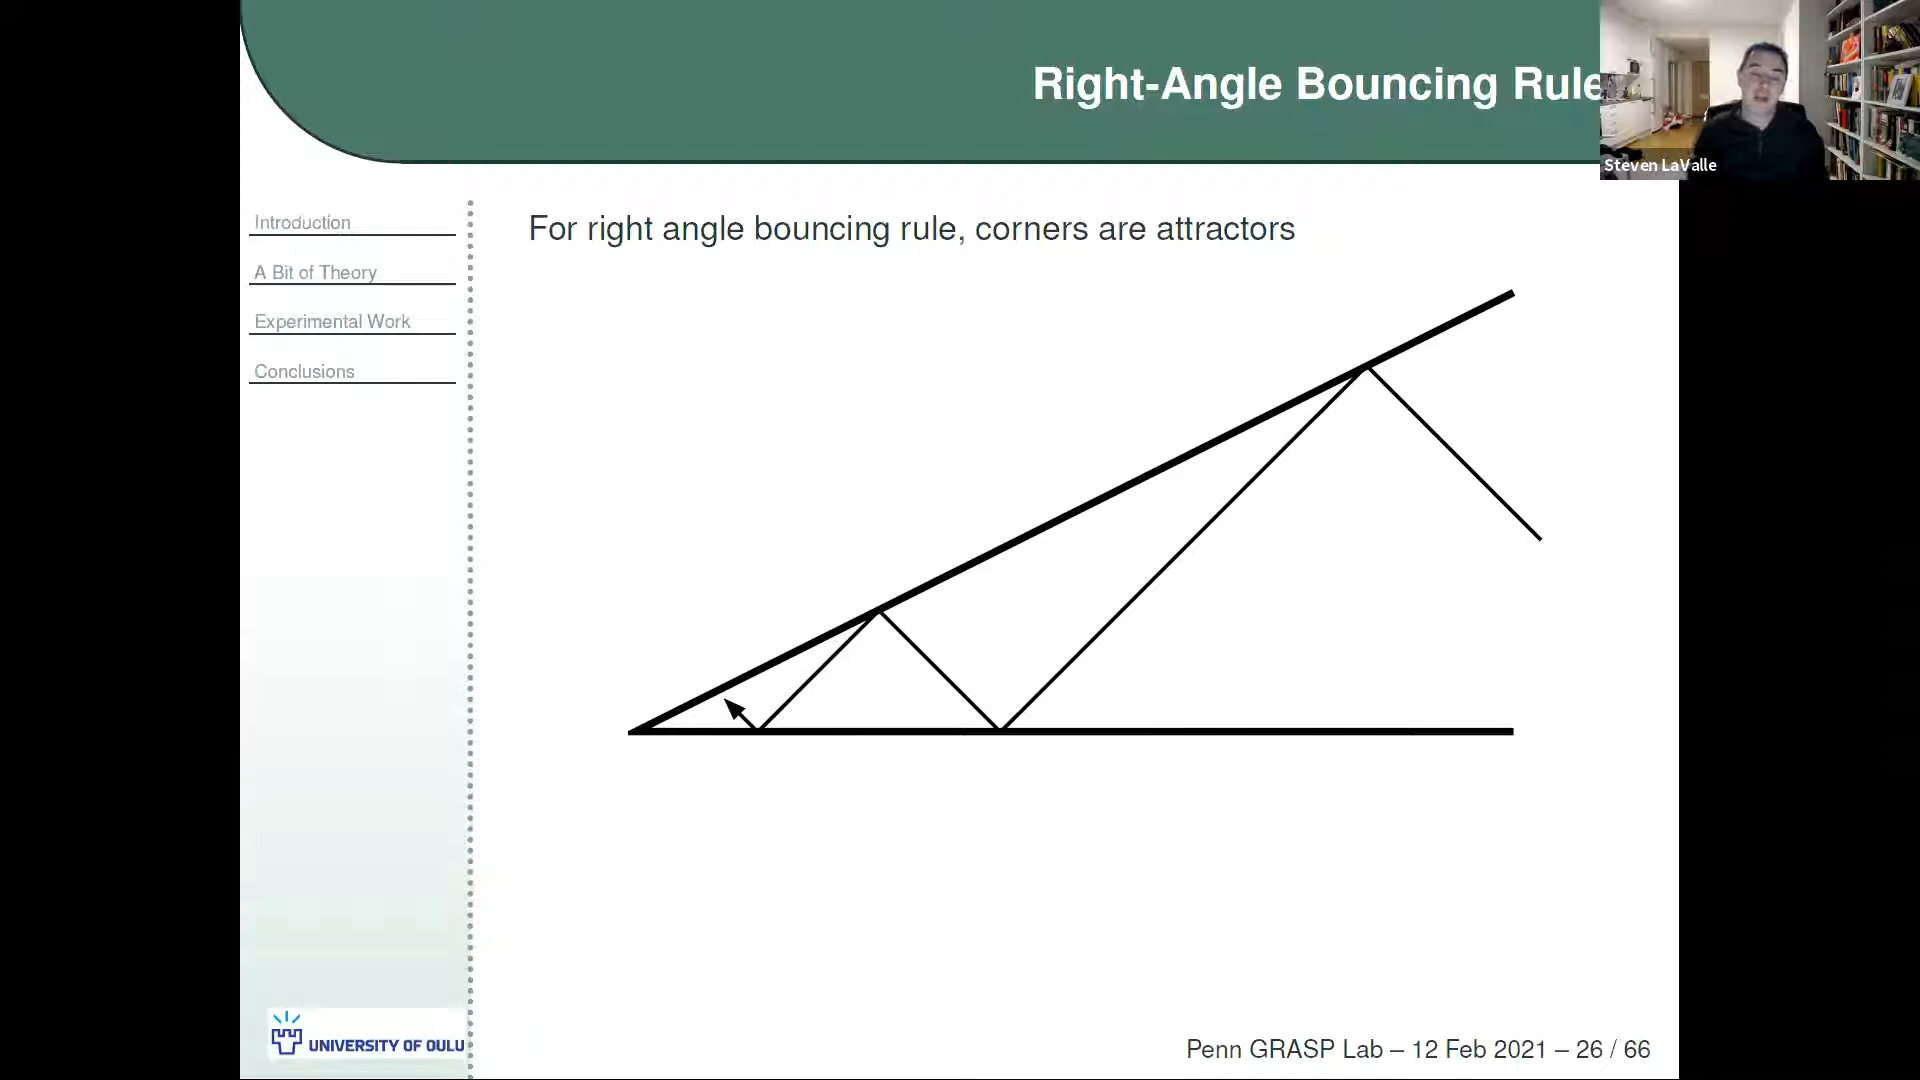 Right-Angle Bouncing Rule
Steven LaValle
Introduction
A Bit of Theory
Experimental Work
Conclusions
For right angle bouncing rule, corners are attractors
UNIVERSITY OF OULU
Penn GRASP Lab – 12 Feb 2021 – 26 / 66